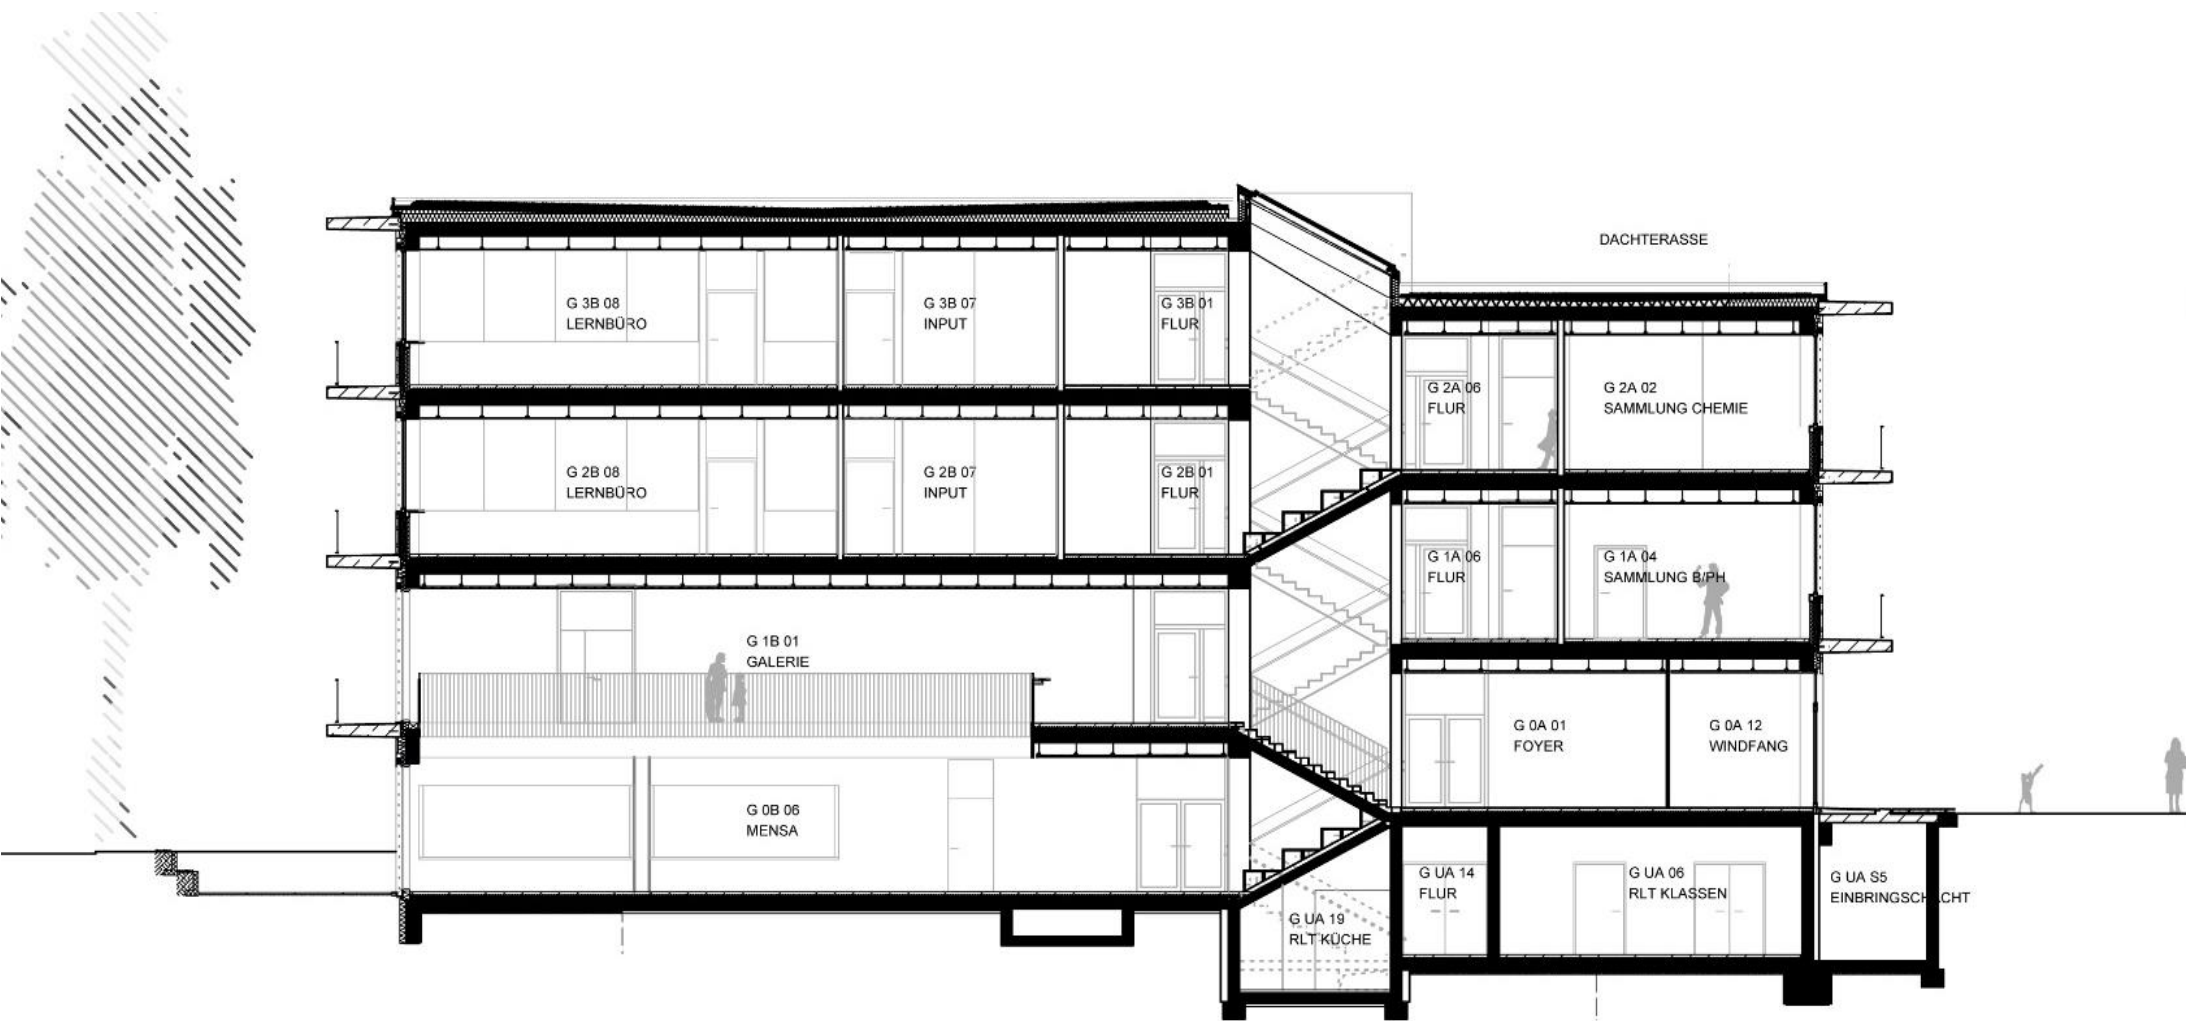 DACHTERASSE
G 3B 08
LERNBÜRO
G 3B 07
INPUT
G 3B 01
FLUR
G 2A 06
FLUR
G 2A 02
SAMMLUNG CHEMIE
G 2B 08
LERNBÜRO
G 2B 07
INPUT
G 2B 01
FLUR
G 1A 06
FLUR
G 1A 04
SAMMLUNG B/PH
G 1B 01
GALERIE
G 0A 01
FOYER
G 0A 12
WINDFANG
G 0B 06
MENSA
G UA 14
FLUR
G UA 06
RLT KLASSEN
G UA S5
EINBRINGSCHACHT
G UA 19
RLT KÜCHE